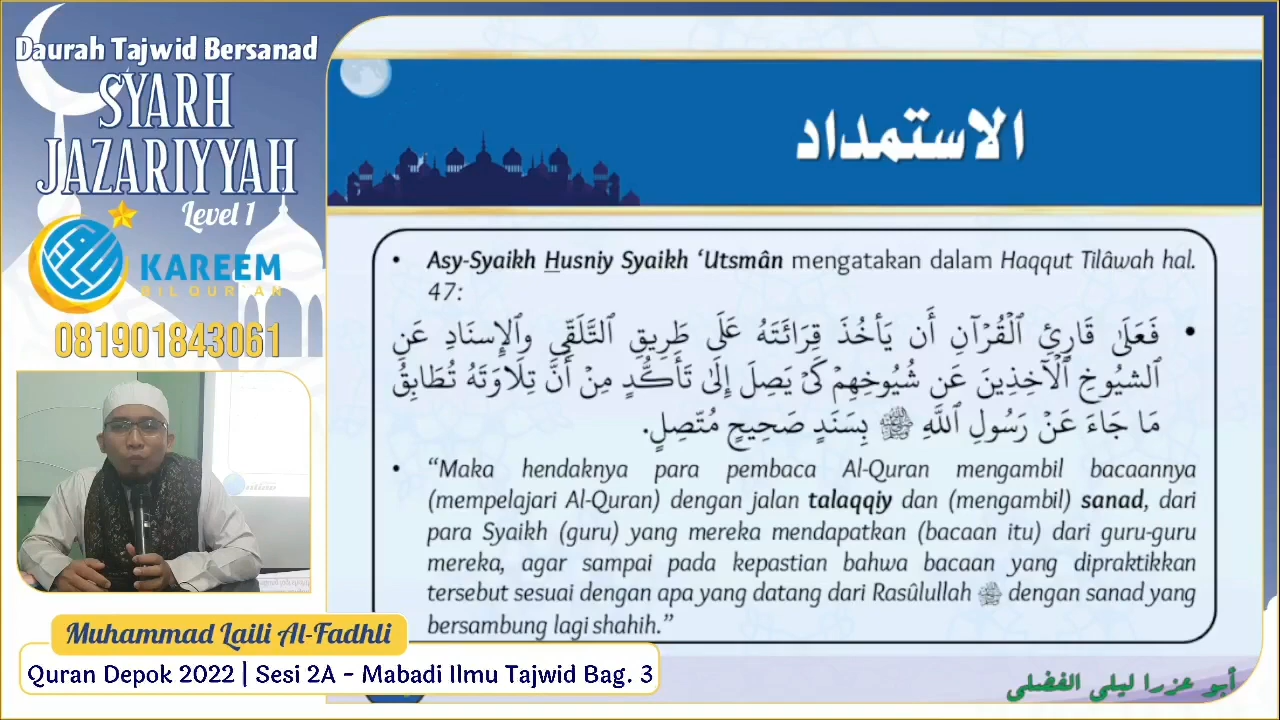 Daurah Tajwid Bersanad
SYARH
JAZARIYYAH
Level 1
KAREEM
BIL QUR'AN
081901843061
الاستمداد
• Asy-Syaikh Husniy Syaikh ‘Utsmân mengatakan dalam Haqqut Tilâwah hal.
47:
• فَعَلَىٰ قَارِئِ ٱلْقُرْآنِ أَن يَأْخُذَ قِرَائَتَهُ عَلَى طَرِيقِ ٱلتَّلَقِّي وَٱلإِسنَادِ عَنِ
ٱلشيُوخِ ٱلْآخِذِينَ عَن شُيُوخِهِمْ كَىْ يَصِلَ إِلَىٰ تَأَكُّدٍ مِنْ أَنَّ تِلَاوَتَهُ تُطَابِقُ
مَا جَاءَ عَنْ رَسُولِ ٱللَّهِ ﷺ بِسَنَدٍ صَحِيحٍ مُتّصِلٍ.
• “Maka hendaknya para pembaca Al-Quran mengambil bacaannya
(mempelajari Al-Quran) dengan jalan talaqqiy dan (mengambil) sanad, dari
para Syaikh (guru) yang mereka mendapatkan (bacaan itu) dari guru-guru
mereka, agar sampai pada kepastian bahwa bacaan yang dipraktikkan
tersebut sesuai dengan apa yang datang dari Rasûlullah ﷺ dengan sanad yang
bersambung lagi shahih.”
Muhammad Laili Al-Fadhli
Quran Depok 2022 | Sesi 2A - Mabadi Ilmu Tajwid Bag. 3
أبو عزرا ليلى الفضلى